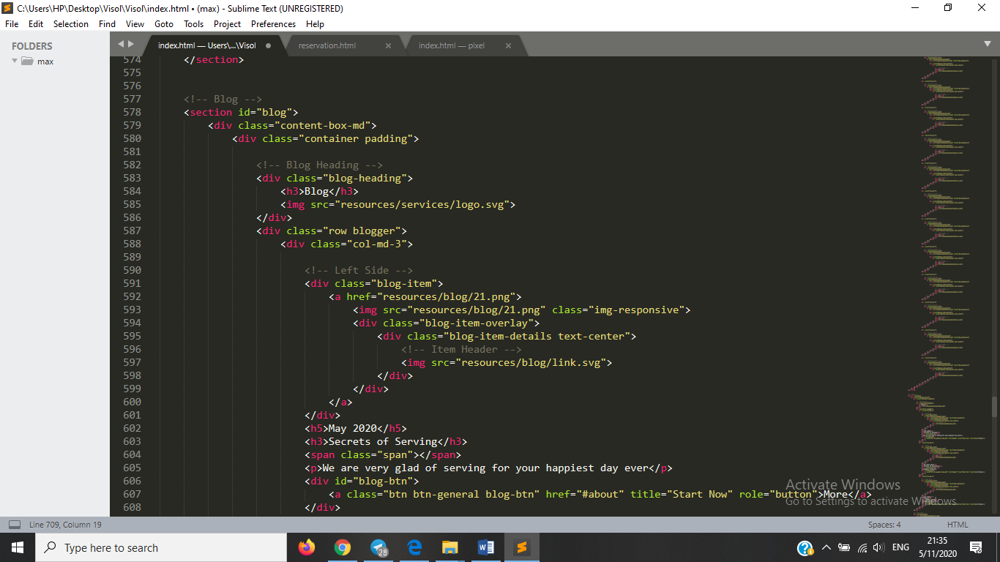 C:\Users\HP\Desktop\Visol\Visol\index.html • (max) - Sublime Text (UNREGISTERED)
File Edit Selection Find View Goto Tools Project Preferences Help
FOLDERS
max
index.html — Users\...\Visol
reservation.html
index.html — pixel
574 </section>
575
576
577 <!-- Blog -->
578 <section id="blog">
579 <div class="content-box-md">
580 <div class="container padding">
581
582 <!-- Blog Heading -->
583 <div class="blog-heading">
584 <h3>Blog</h3>
585 <img src="resources/services/logo.svg">
586 </div>
587 <div class="row blogger">
588 <div class="col-md-3">
589
590 <!-- Left Side -->
591 <div class="blog-item">
592 <a href="resources/blog/21.png">
593 <img src="resources/blog/21.png" class="img-responsive">
594 <div class="blog-item-overlay">
595 <div class="blog-item-details text-center">
596 <!-- Item Header -->
597 <img src="resources/blog/link.svg">
598 </div>
599 </div>
600 </a>
601 </div>
602 <h5>May 2020</h5>
603 <h3>Secrets of Serving</h3>
604 <span class="span"></span>
605 <p>We are very glad of serving for your happiest day ever</p>
606 <div id="blog-btn">
607 <a class="btn btn-general blog-btn" href="#about" title="Start Now" role="button">More</a>
608 </div>
Activate Windows
Go to Settings to activate Windows.
Line 709, Column 19
Spaces: 4
HTML
Type here to search
28
ENG
21:35
5/11/2020